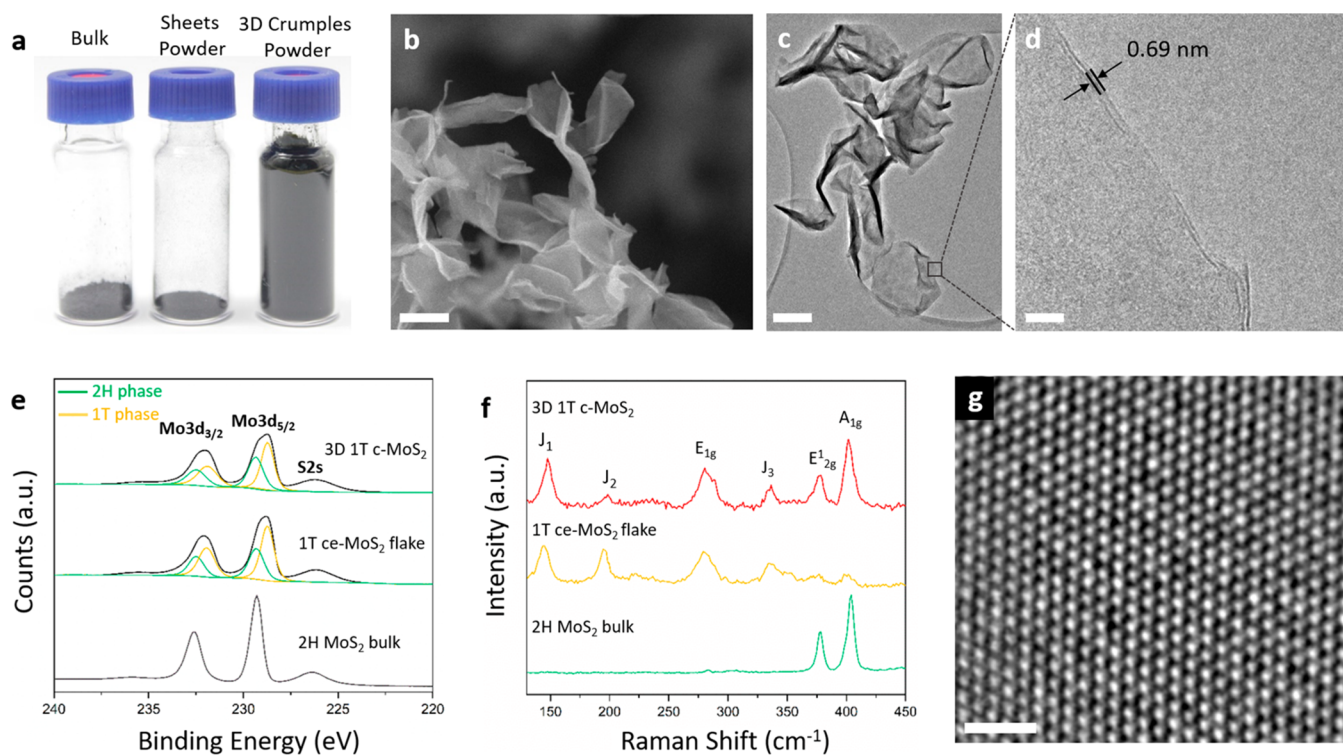 a
Bulk
Sheets
Powder
3D Crumples
Powder
b
c
d
0.69 nm
e
2H phase
1T phase
Mo3d3/2
Mo3d5/2
S2s
3D 1T c-MoS2
1T ce-MoS2 flake
2H MoS2 bulk
Counts (a.u.)
240
235
230
225
220
Binding Energy (eV)
f
3D 1T c-MoS2
J1
J2
E1g
J3
E12g
A1g
1T ce-MoS2 flake
2H MoS2 bulk
Intensity (a.u.)
150
200
250
300
350
400
450
Raman Shift (cm-1)
g